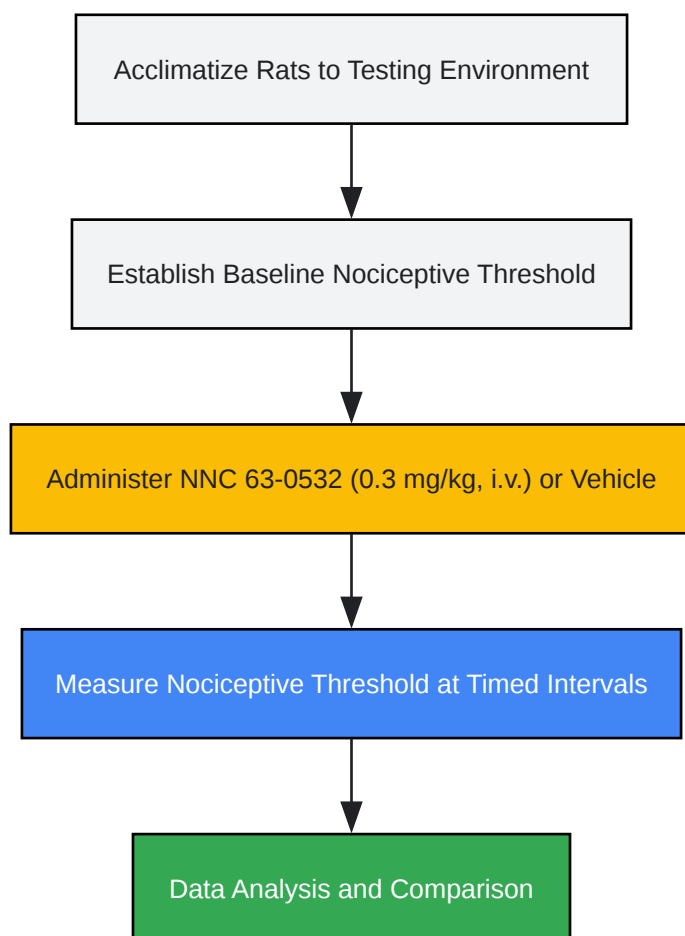 Acclimatize Rats to Testing Environment
Establish Baseline Nociceptive Threshold
Administer NNC 63-0532 (0.3 mg/kg, i.v.) or Vehicle
Measure Nociceptive Threshold at Timed Intervals
Data Analysis and Comparison